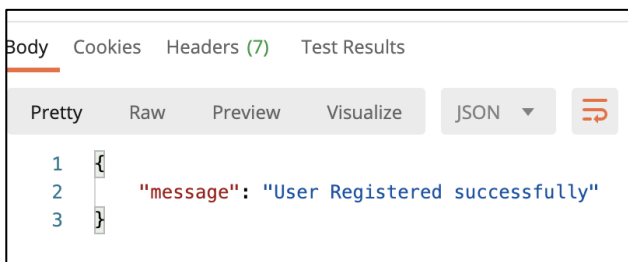 Body Cookies Headers (7) Test Results
Pretty Raw Preview Visualize JSON
1 {
2 "message": "User Registered successfully"
3 }